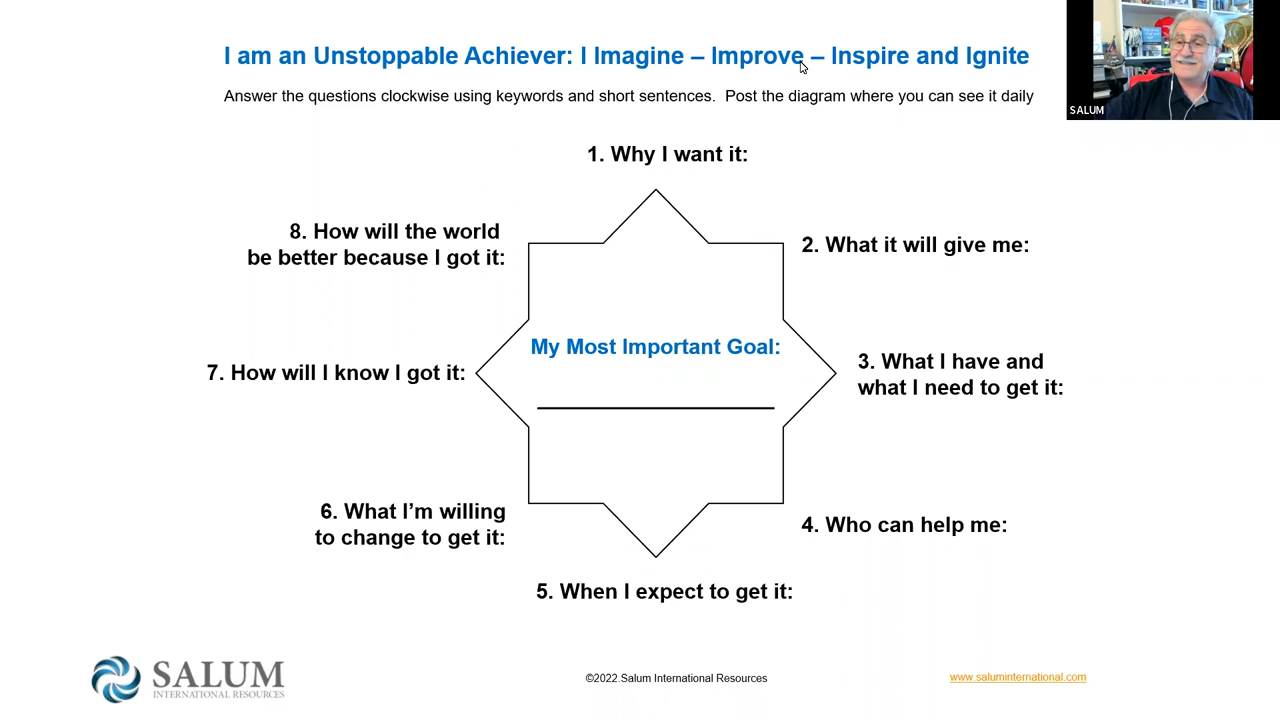 I am an Unstoppable Achiever: I Imagine – Improve – Inspire and Ignite
Answer the questions clockwise using keywords and short sentences.  Post the diagram where you can see it daily
SALUM
1. Why I want it:
8. How will the world
be better because I got it:
2. What it will give me:
My Most Important Goal:
7. How will I know I got it:
3. What I have and
what I need to get it:
6. What I’m willing
to change to get it:
4. Who can help me:
5. When I expect to get it:
SALUM
INTERNATIONAL RESOURCES
©2022.Salum International Resources
www.saluminternational.com